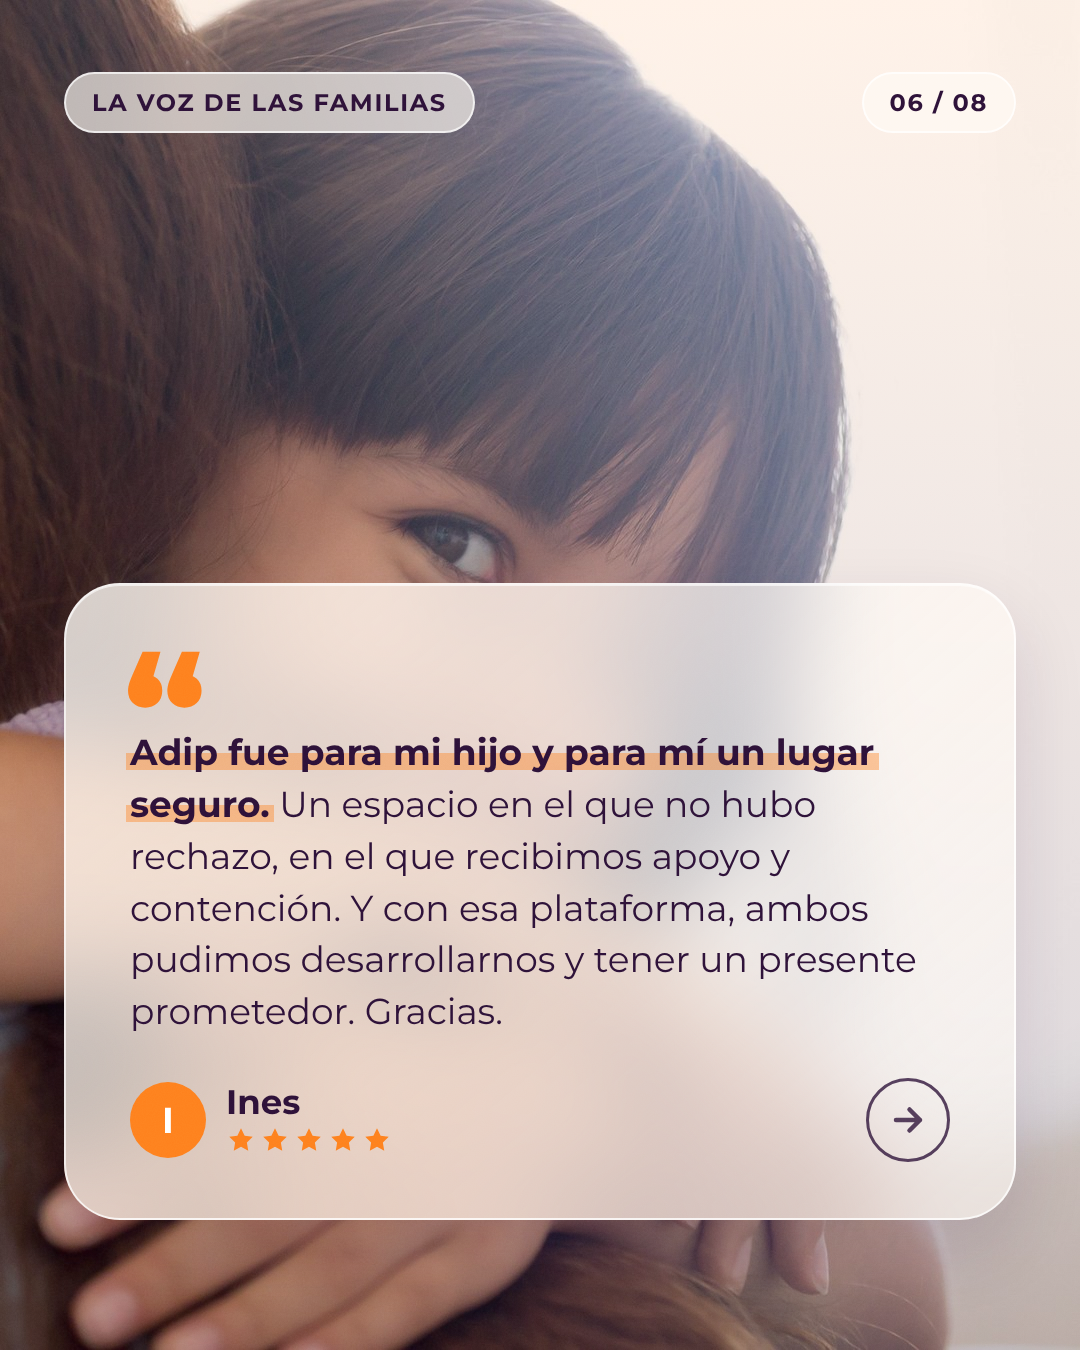 LA VOZ DE LAS FAMILIAS
06 / 08
“
Adip fue para mi hijo y para mí un lugar
seguro. Un espacio en el que no hubo
rechazo, en el que recibimos apoyo y
contención. Y con esa plataforma, ambos
pudimos desarrollarnos y tener un presente
prometedor. Gracias.
I
Ines